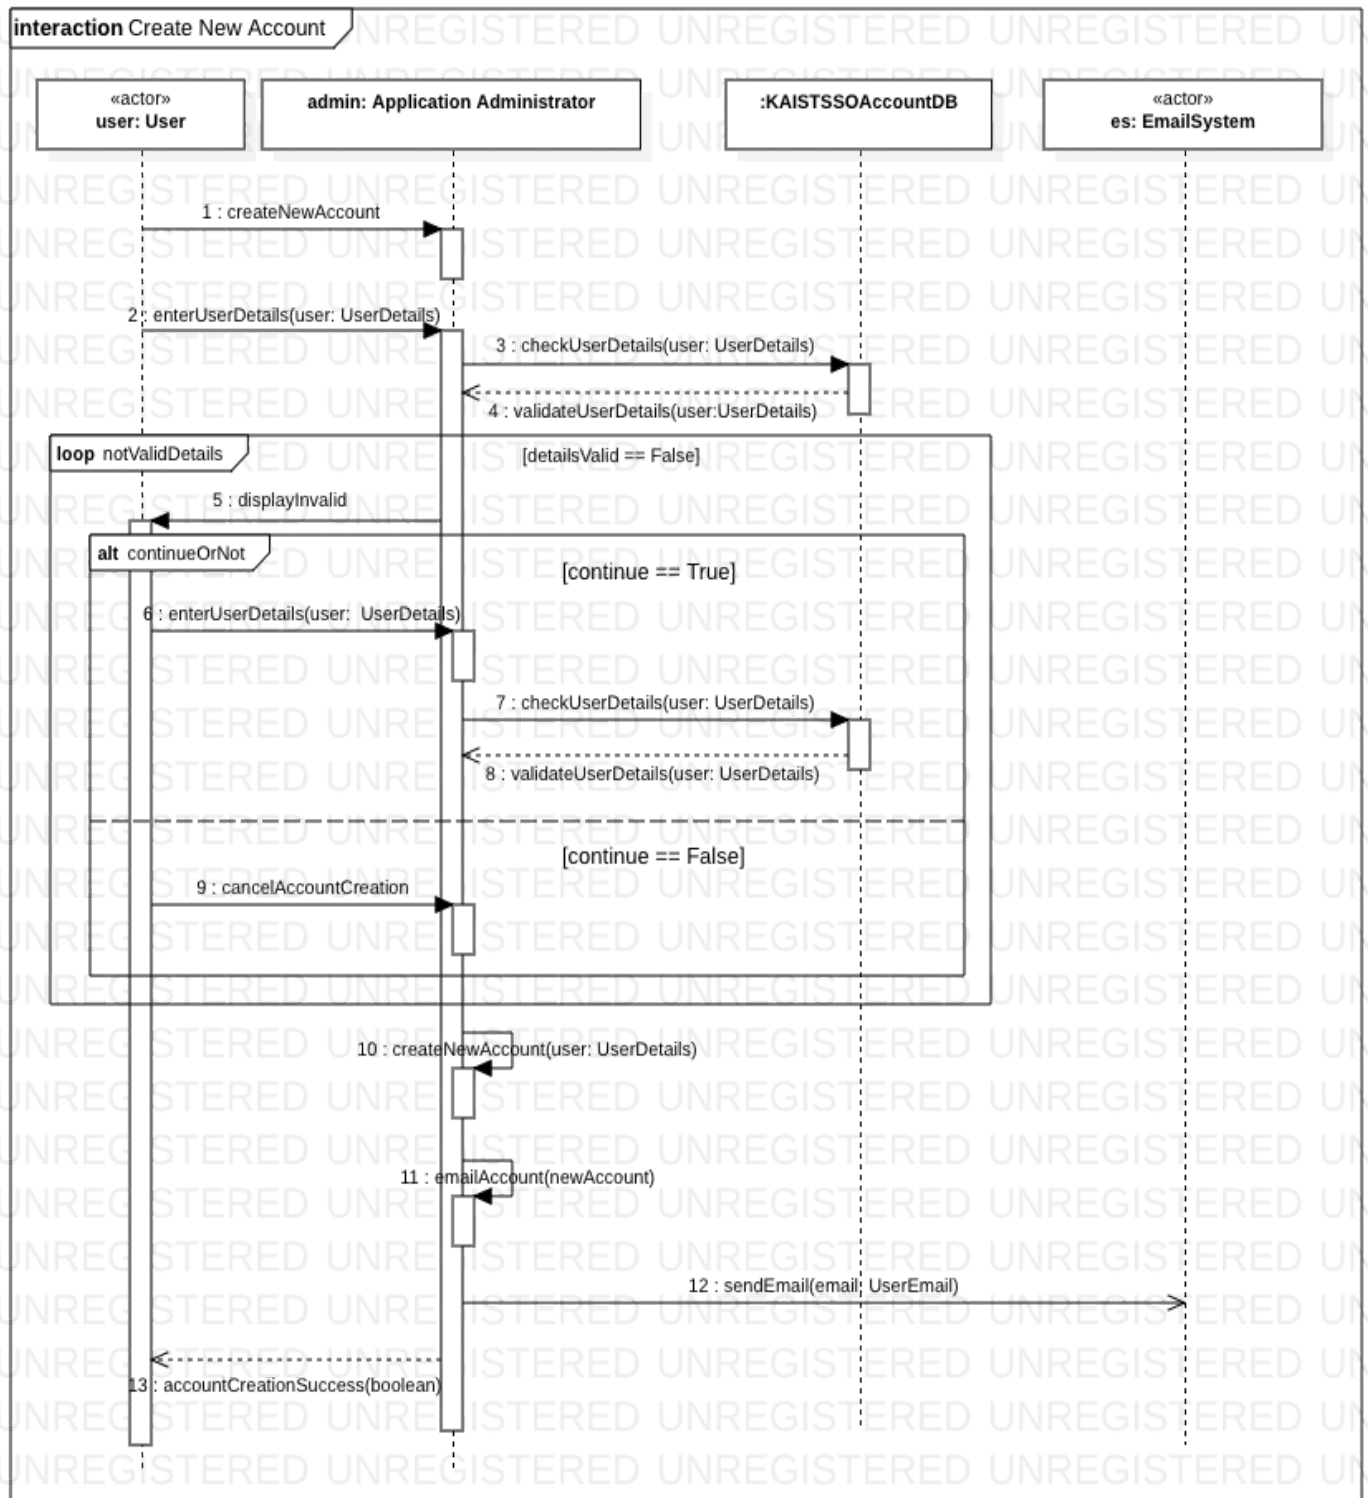 interaction Create New Account
«actor»
user: User
admin: Application Administrator
:KAISTSSOAccountDB
«actor»
es: EmailSystem
1 : createNewAccount
2 : enterUserDetails(user: UserDetails)
3 : checkUserDetails(user: UserDetails)
4 : validateUserDetails(user:UserDetails)
loop notValidDetails
[detailsValid == False]
5 : displayInvalid
alt continueOrNot
[continue == True]
6 : enterUserDetails(user: UserDetails)
7 : checkUserDetails(user: UserDetails)
8 : validateUserDetails(user: UserDetails)
[continue == False]
9 : cancelAccountCreation
10 : createNewAccount(user: UserDetails)
11 : emailAccount(newAccount)
12 : sendEmail(email: UserEmail)
13 : accountCreationSuccess(boolean)
UNREGISTERED